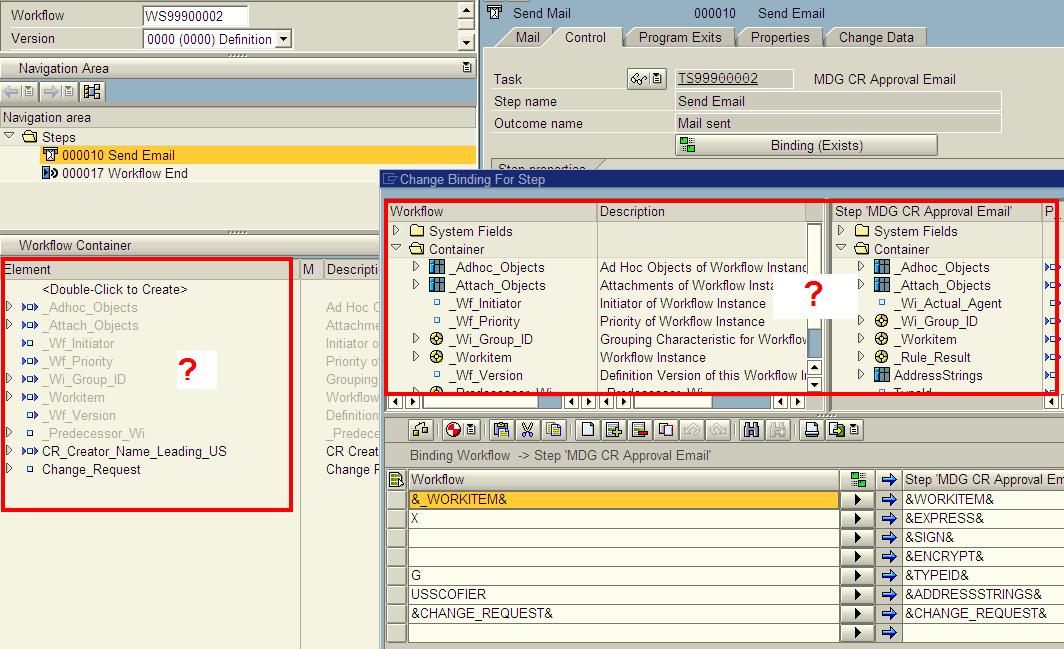 Workflow WS99900002
Version 0000 (0000) Definition
Navigation Area
Navigation area
Steps
000010 Send Email
000017 Workflow End
Send Mail 000010 Send Email
Mail Control Program Exits Properties Change Data
Task TS99900002 MDG CR Approval Email
Step name Send Email
Outcome name Mail sent
Binding (Exists)
Step properties
Workflow Container
Element M Descripti
<Double-Click to Create>
_Adhoc_Objects Ad Hoc O
_Attach_Objects Attachme
_Wf_Initiator Initiator o
_Wf_Priority Priority of
_Wi_Group_ID Grouping
_Workitem Workflow
_Wf_Version Definition
_Predecessor_Wi _Predece
CR_Creator_Name_Leading_US CR Creat
Change_Request Change F
?
Change Binding For Step
Workflow Description
System Fields
Container
_Adhoc_Objects Ad Hoc Objects of Workflow Instanc
_Attach_Objects Attachments of Workflow Insta
_Wf_Initiator Initiator of Workflow Instance
_Wf_Priority Priority of Workflow Instance
_Wi_Group_ID Grouping Characteristic for Workflov
_Workitem Workflow Instance
_Wf_Version Definition Version of this Workflow I
_Predecessor_Wi _Predecessor_Wi
?
Step 'MDG CR Approval Email' P_
System Fields
Container
_Adhoc_Objects
_Attach_Objects
_Wi_Actual_Agent
_Wi_Group_ID
_Workitem
_Rule_Result
AddressStrings
TypeId
Binding Workflow -> Step 'MDG CR Approval Email'
Workflow Step 'MDG CR Approval Em
&_WORKITEM& &WORKITEM&
X &EXPRESS&
&SIGN&
&ENCRYPT&
G &TYPEID&
USSCOFIER &ADDRESSSTRINGS&
&CHANGE_REQUEST& &CHANGE_REQUEST&